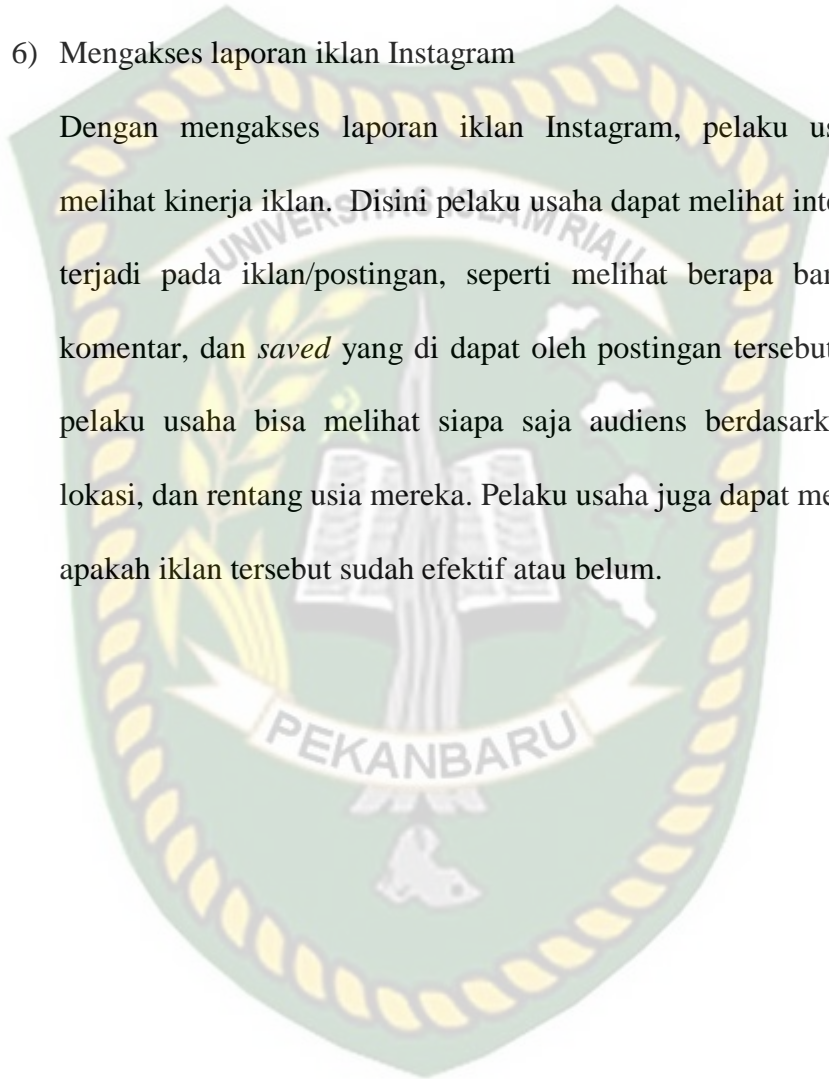 6) Mengakses laporan iklan Instagram
Dengan mengakses laporan iklan Instagram, pelaku
melihat kinerja iklan. Disini pelaku usaha dapat melihat
UNIVERSITAS ISLAM RIAU
terjadi pada iklan/postingan, seperti melihat berapa
komentar, dan saved yang di dapat oleh postingan tersebut
pelaku usaha bisa melihat siapa saja audiens
lokasi, dan rentang usia mereka. Pelaku usaha juga dapat
apakah iklan tersebut sudah efektif atau belum.
PEKANBARU